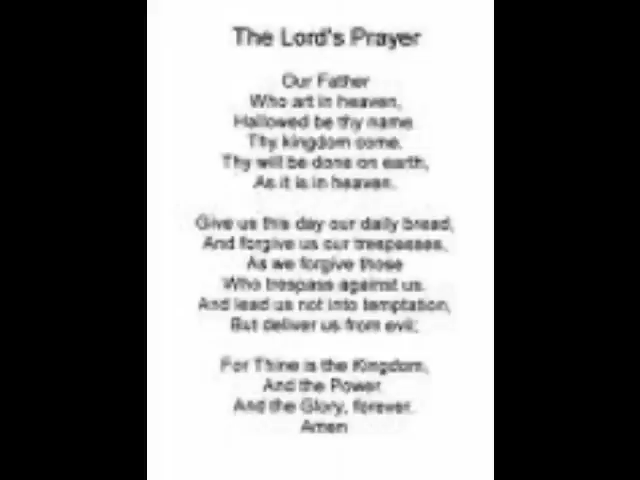 The Lord's Prayer
Our Father
Who art in heaven,
Hallowed be thy name
Thy kingdom come.
Thy will be done on earth,
As it is in heaven.
Give us this day our daily bread,
And forgive us our trespasses,
As we forgive those
Who trespass against us.
And lead us not into temptation,
But deliver us from evil;
For Thine is the Kingdom,
And the Power
And the Glory, forever.
Amen